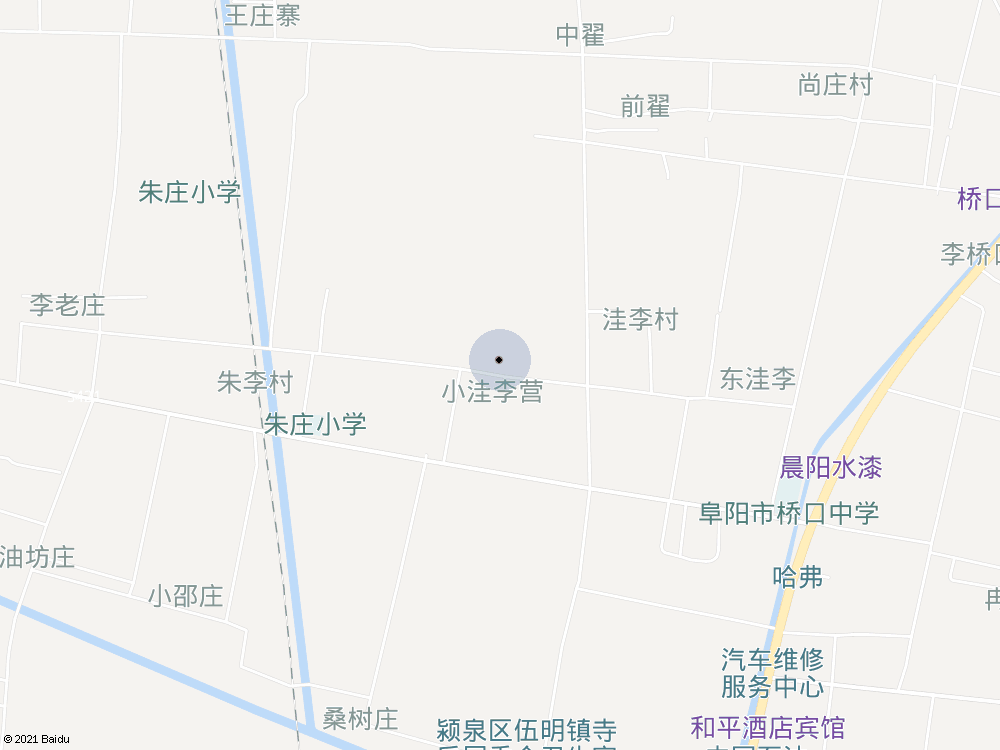 王庄寨
中翟
尚庄村
前翟
朱庄小学
桥口
李桥口
李老庄
洼李村
朱李村
小洼李营
东洼李
朱庄小学
晨阳水漆
阜阳市桥口中学
油坊庄
哈弗
小邵庄
冉
汽车维修
服务中心
桑树庄
颍泉区伍明镇寺
和平酒店宾馆
© 2021 Baidu